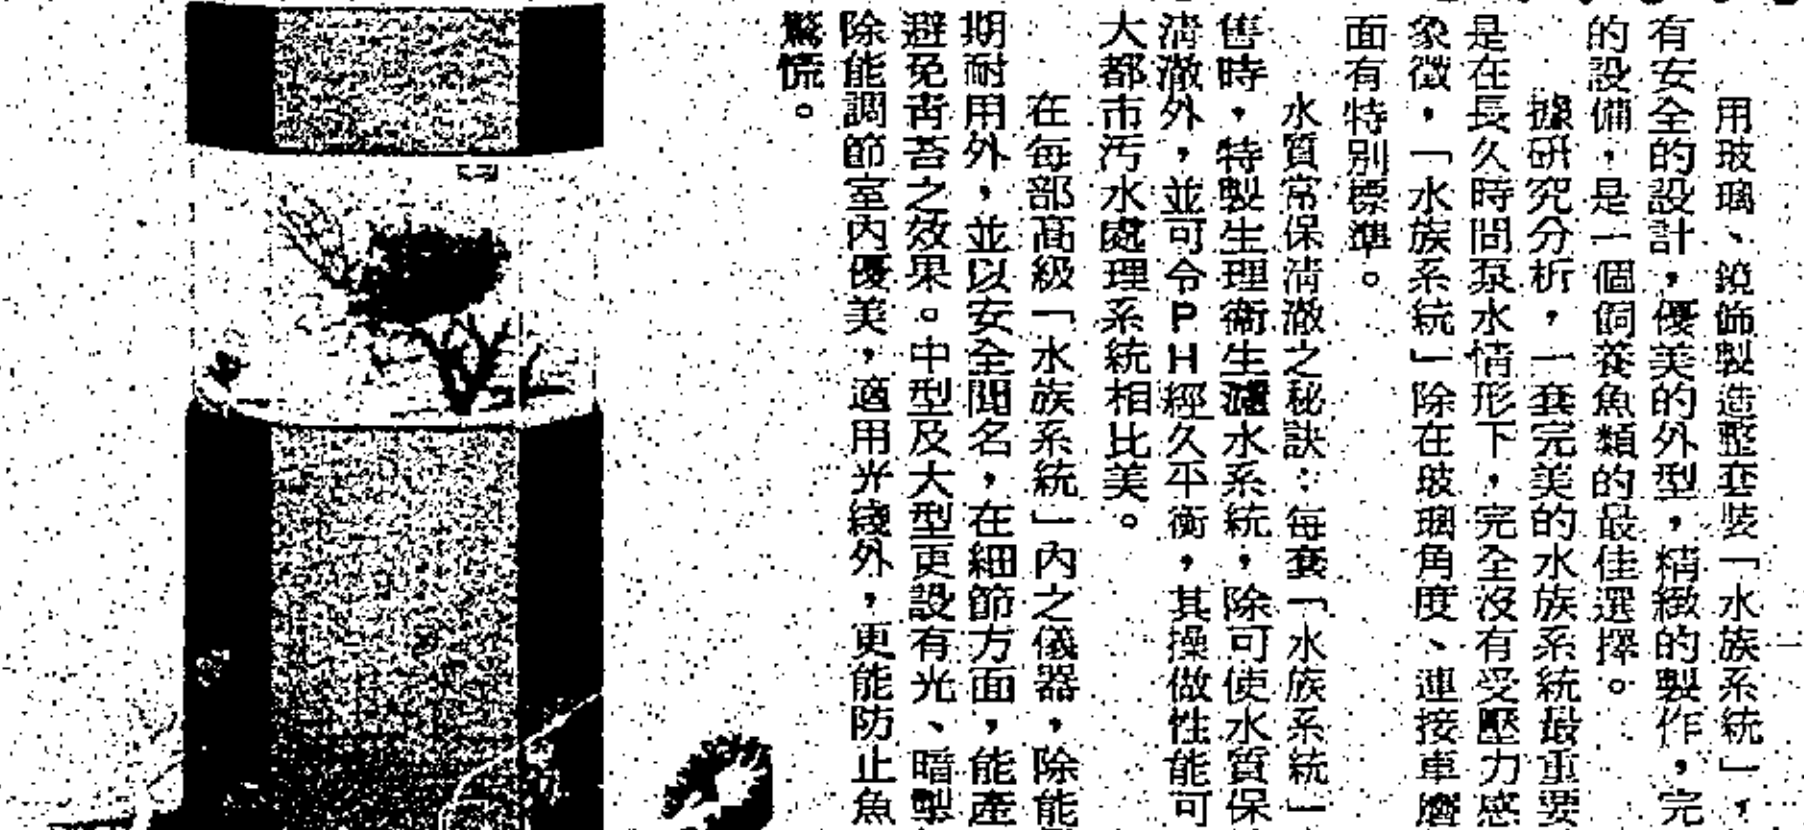 用玻璃、鏡飾製造整套裝「水族系統」，
有安全的設計，優美的外型，精緻的製作，完
的設備，是一個飼養魚類的最佳選擇。
據研究分析，一套完美的水族系統最重要
是在長久時間泵水情形下，完全沒有受壓力感
象徵，「水族系統」除在玻璃角度、連接車磨
面有特別標準。
水質常保清澈之秘訣：每套「水族系統」
售時，特製生理衞生濾水系統，除可使水質保
清澈外，並可令PH經久平衡，其操做性能可
大都市污水處理系統相比美。
在每部高級「水族系統」內之儀器，除能
期耐用外，並以安全聞名，在細節方面，能產
避免青苔之效果。中型及大型更設有光、暗掣
除能調節室內優美，適用光綫外，更能防止魚
驚慌。